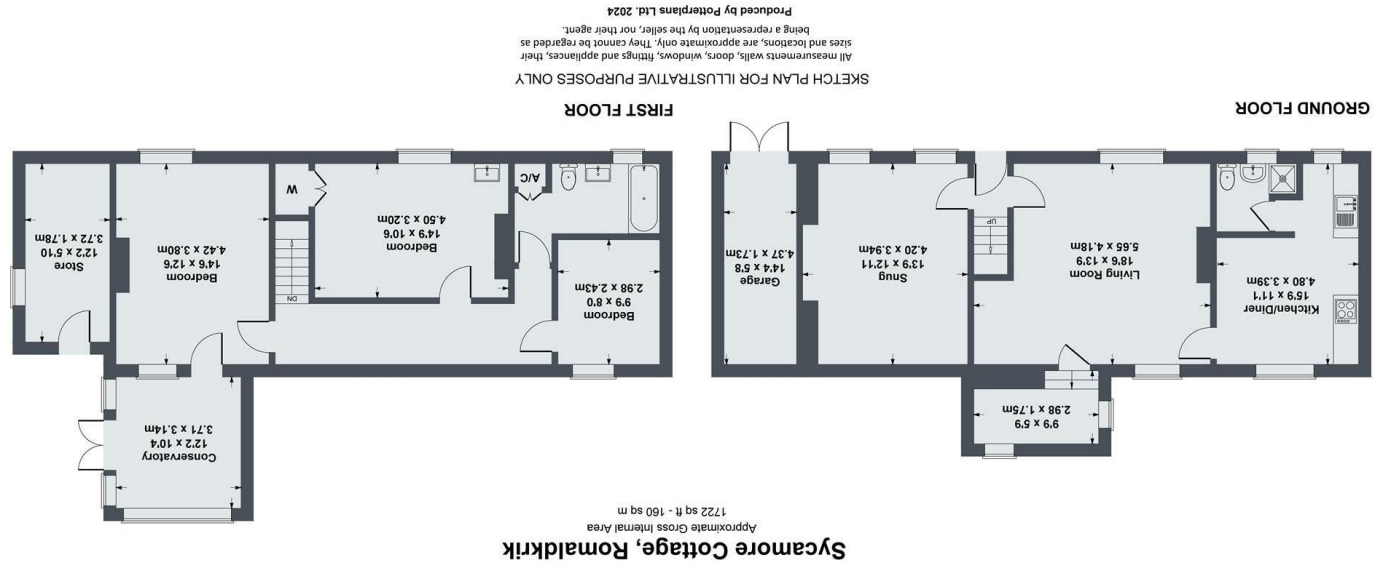 Sycamore Cottage, Romaldkrik
Approximate Gross Internal Area
1722 sq ft - 160 sq m
9'9 x 5'9
2.98 x 1.75m
Kitchen/Diner
15'9 x 11'1
4.80 x 3.39m
Living Room
18'6 x 13'9
5.65 x 4.18m
UP
Snug
13'9 x 12'11
4.20 x 3.94m
Garage
14'4 x 5'8
4.37 x 1.73m
GROUND FLOOR
Conservatory
12'2 x 10'4
3.71 x 3.14m
Bedroom
9'9 x 8'0
2.98 x 2.43m
A/C
Bedroom
14'9 x 10'6
4.50 x 3.20m
DN
W
Bedroom
14'6 x 12'6
4.42 x 3.80m
Store
12'2 x 5'10
3.72 x 1.78m
FIRST FLOOR
SKETCH PLAN FOR ILLUSTRATIVE PURPOSES ONLY
All measurements walls, doors, windows, fittings and appliances, their
sizes and locations, are approximate only. They cannot be regarded as
being a representation by the seller, nor their agent.
Produced by Potterplans Ltd. 2024